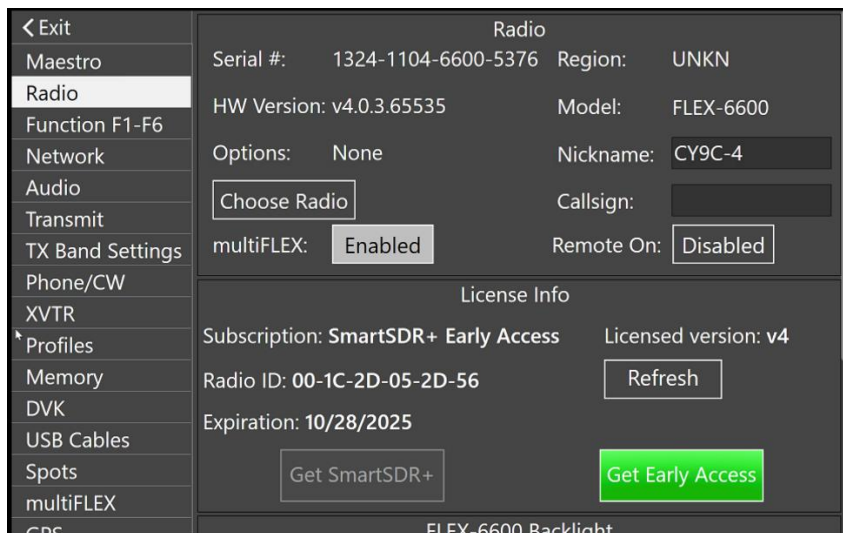 Exit
Maestro
Radio
Function F1-F6
Network
Audio
Transmit
TX Band Settings
Phone/CW
XVTR
Profiles
Memory
DVK
USB Cables
Spots
multiFLEX
GPS
Radio
Serial #: 1324-1104-6600-5376 Region: UNKN
HW Version: v4.0.3.65535 Model: FLEX-6600
Options: None Nickname: CY9C-4
Choose Radio Callsign:
multiFLEX: Enabled Remote On: Disabled
License Info
Subscription: SmartSDR+ Early Access Licensed version: v4
Radio ID: 00-1C-2D-05-2D-56 Refresh
Expiration: 10/28/2025
Get SmartSDR+ Get Early Access
FLEX-6600 Backlight